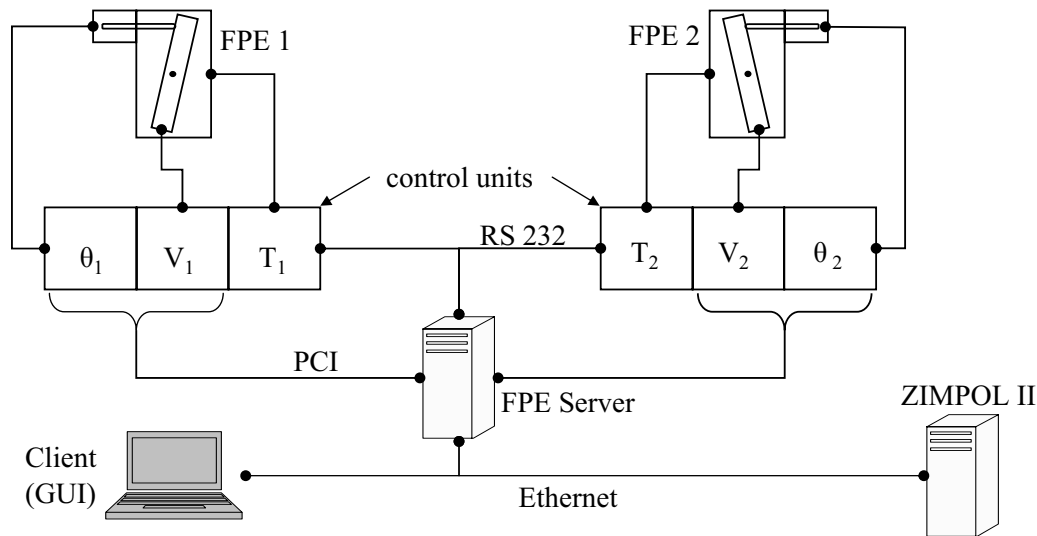 FPE 1
FPE 2
control units
RS 232
θ1
V1
T1
T2
V2
θ2
PCI
FPE Server
ZIMPOL II
Client
(GUI)
Ethernet